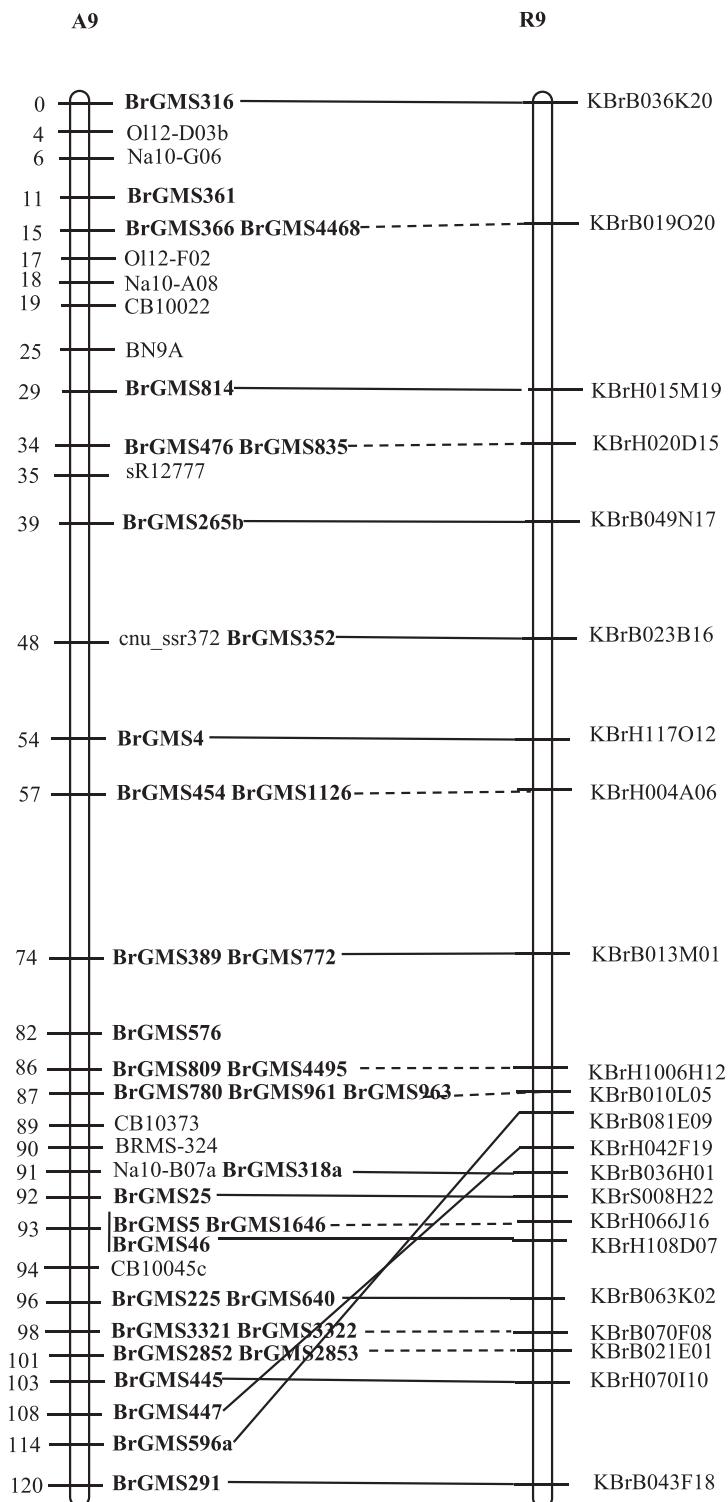 A9 R9
0 BrGMS316 KBrB036K20
4 Ol12-D03b
6 Na10-G06
11 BrGMS361
15 BrGMS366 BrGMS4468 KBrB019O20
17 Ol12-F02
18 Na10-A08
19 CB10022
25 BN9A
29 BrGMS814 KBrH015M19
34 BrGMS476 BrGMS835 KBrH020D15
35 sR12777
39 BrGMS265b KBrB049N17
48 cnu_ssr372 BrGMS352 KBrB023B16
54 BrGMS4 KBrH117O12
57 BrGMS454 BrGMS1126 KBrH004A06
74 BrGMS389 BrGMS772 KBrB013M01
82 BrGMS576
86 BrGMS809 BrGMS4495 KBrH1006H12
87 BrGMS780 BrGMS961 BrGMS963 KBrB010L05
89 CB10373 KBrB081E09
90 BRMS-324 KBrH042F19
91 Na10-B07a BrGMS318a KBrB036H01
92 BrGMS25 KBrS008H22
93 BrGMS5 BrGMS1646 KBrH066J16
BrGMS46 KBrH108D07
94 CB10045c
96 BrGMS225 BrGMS640 KBrB063K02
98 BrGMS3321 BrGMS3322 KBrB070F08
101 BrGMS2852 BrGMS2853 KBrB021E01
103 BrGMS445 KBrH070I10
108 BrGMS447
114 BrGMS596a
120 BrGMS291 KBrB043F18